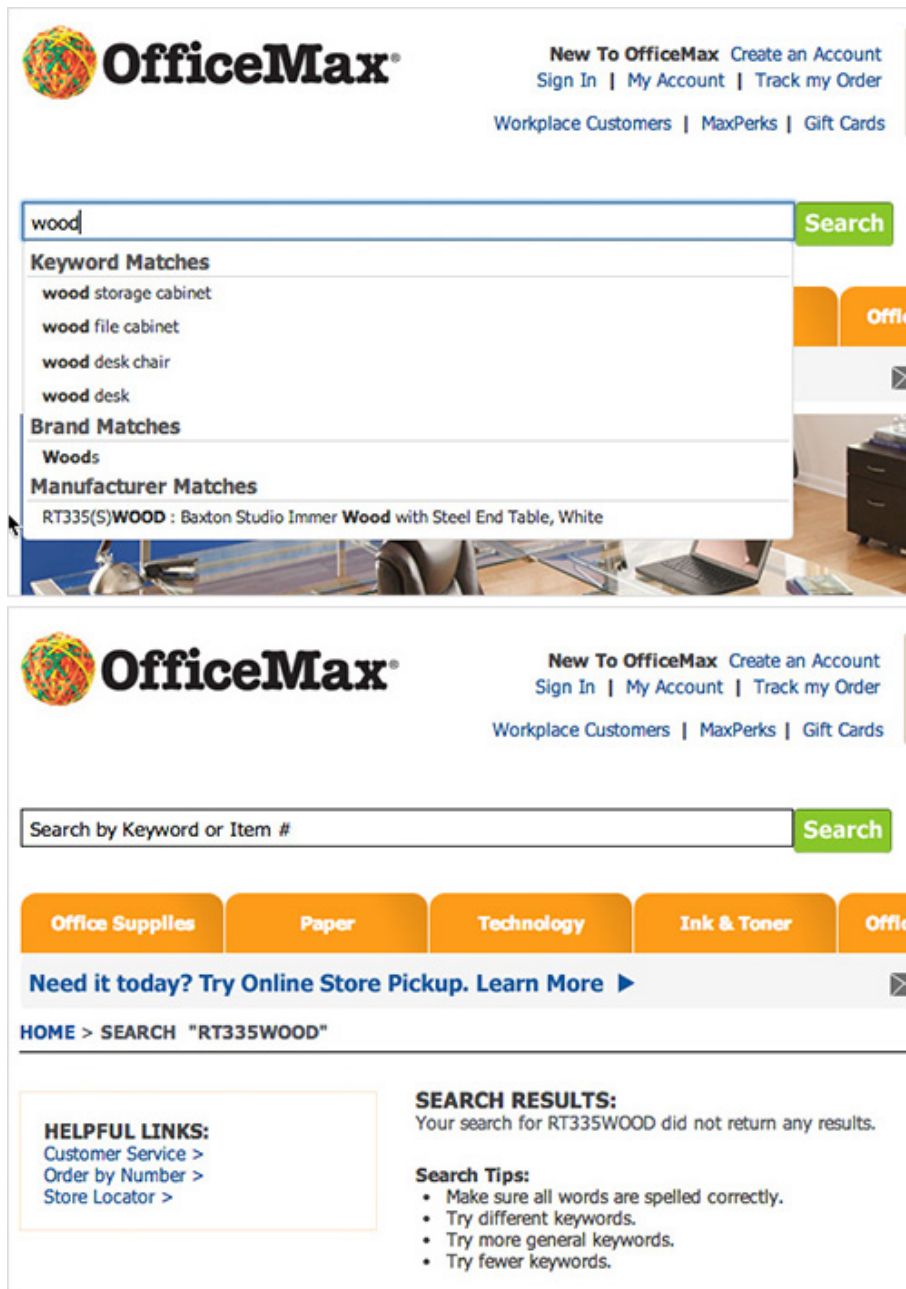 OfficeMax®
New To OfficeMax Create an Account
Sign In | My Account | Track my Order
Workplace Customers | MaxPerks | Gift Cards
wood Search
Keyword Matches
wood storage cabinet
wood file cabinet
wood desk chair
wood desk
Brand Matches
Woods
Manufacturer Matches
RT335(S)WOOD : Baxton Studio Immer Wood with Steel End Table, White
OfficeMax®
New To OfficeMax Create an Account
Sign In | My Account | Track my Order
Workplace Customers | MaxPerks | Gift Cards
Search by Keyword or Item # Search
Office Supplies Paper Technology Ink & Toner
Need it today? Try Online Store Pickup. Learn More ▶
HOME > SEARCH "RT335WOOD"
HELPFUL LINKS:
Customer Service >
Order by Number >
Store Locator >
SEARCH RESULTS:
Your search for RT335WOOD did not return any results.
Search Tips:
• Make sure all words are spelled correctly.
• Try different keywords.
• Try more general keywords.
• Try fewer keywords.